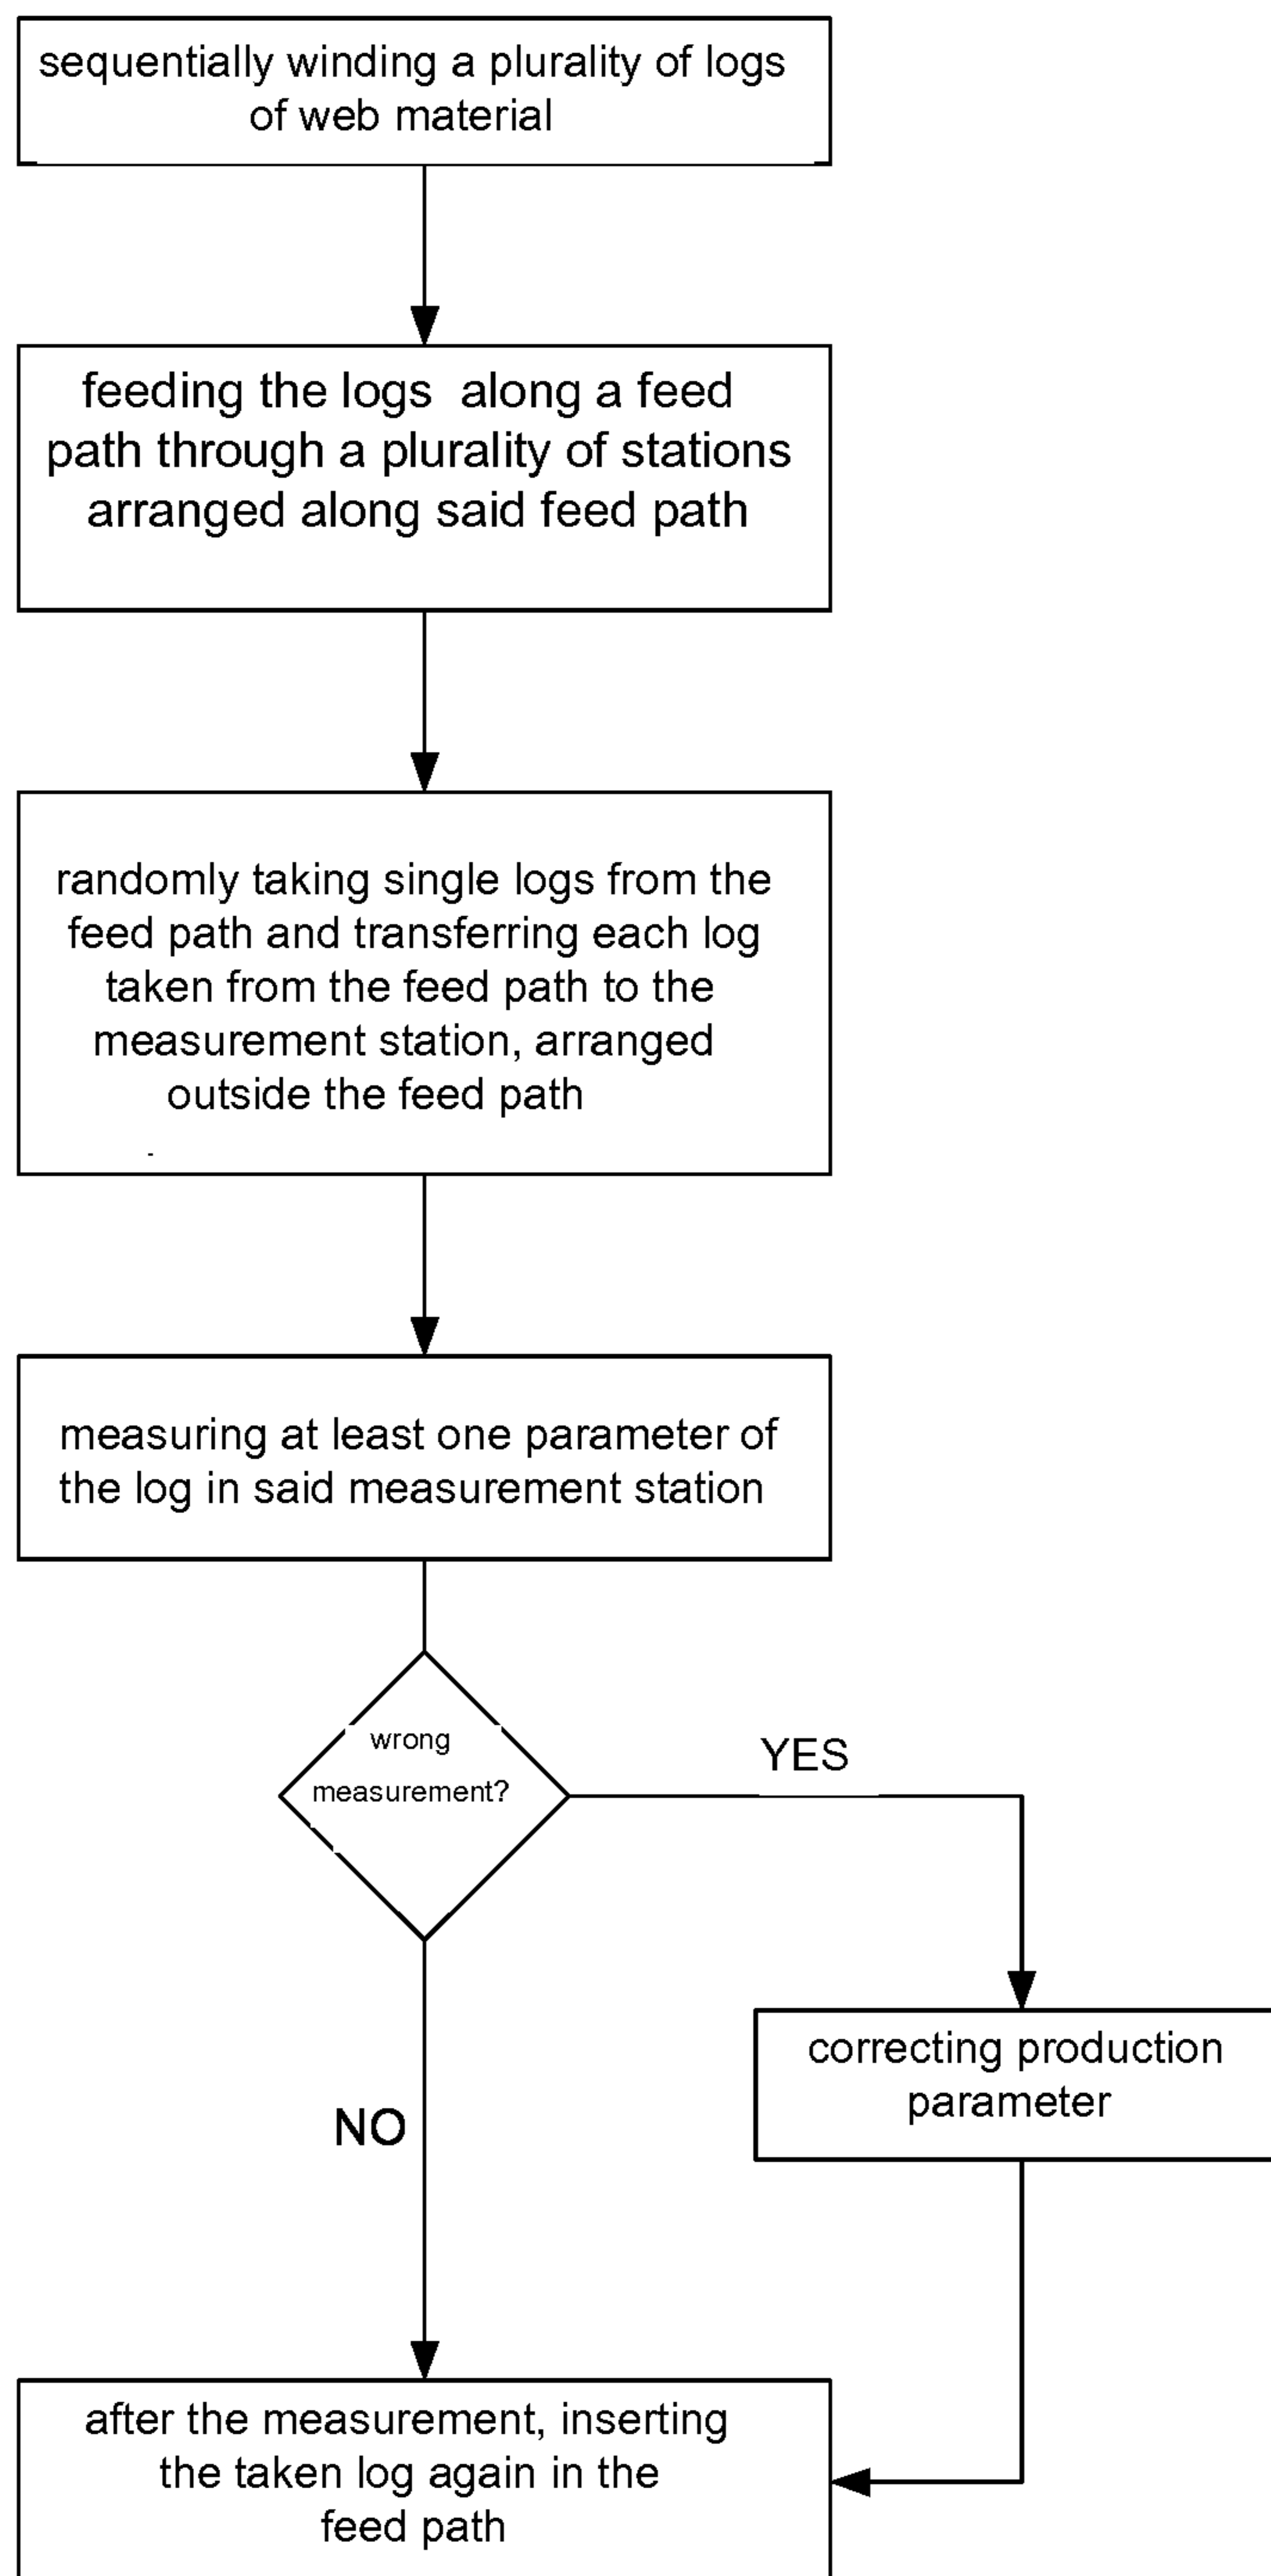 sequentially winding a plurality of logs
of web material
feeding the logs along a feed
path through a plurality of stations
arranged along said feed path
randomly taking single logs from the
feed path and transferring each log
taken from the feed path to the
measurement station, arranged
outside the feed path
measuring at least one parameter of
the log in said measurement station
wrong
measurement?
YES
correcting production
parameter
NO
after the measurement, inserting
the taken log again in the
feed path